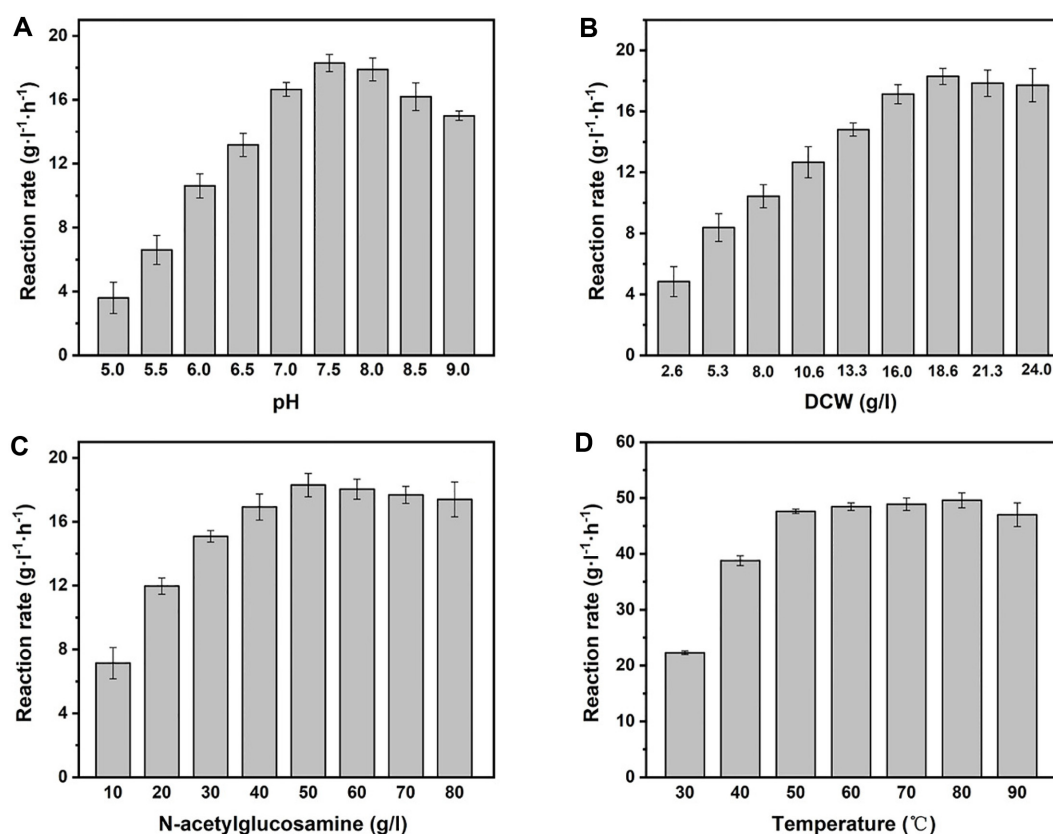 A
Reaction rate (g·l⁻¹·h⁻¹)
20
16
12
8
4
0
5.0 5.5 6.0 6.5 7.0 7.5 8.0 8.5 9.0
pH
B
Reaction rate (g·l⁻¹·h⁻¹)
20
16
12
8
4
0
2.6 5.3 8.0 10.6 13.3 16.0 18.6 21.3 24.0
DCW (g/l)
C
Reaction rate (g·l⁻¹·h⁻¹)
20
16
12
8
4
0
10 20 30 40 50 60 70 80
N-acetylglucosamine (g/l)
D
Reaction rate (g·l⁻¹·h⁻¹)
60
50
40
30
20
10
0
30 40 50 60 70 80 90
Temperature (℃)